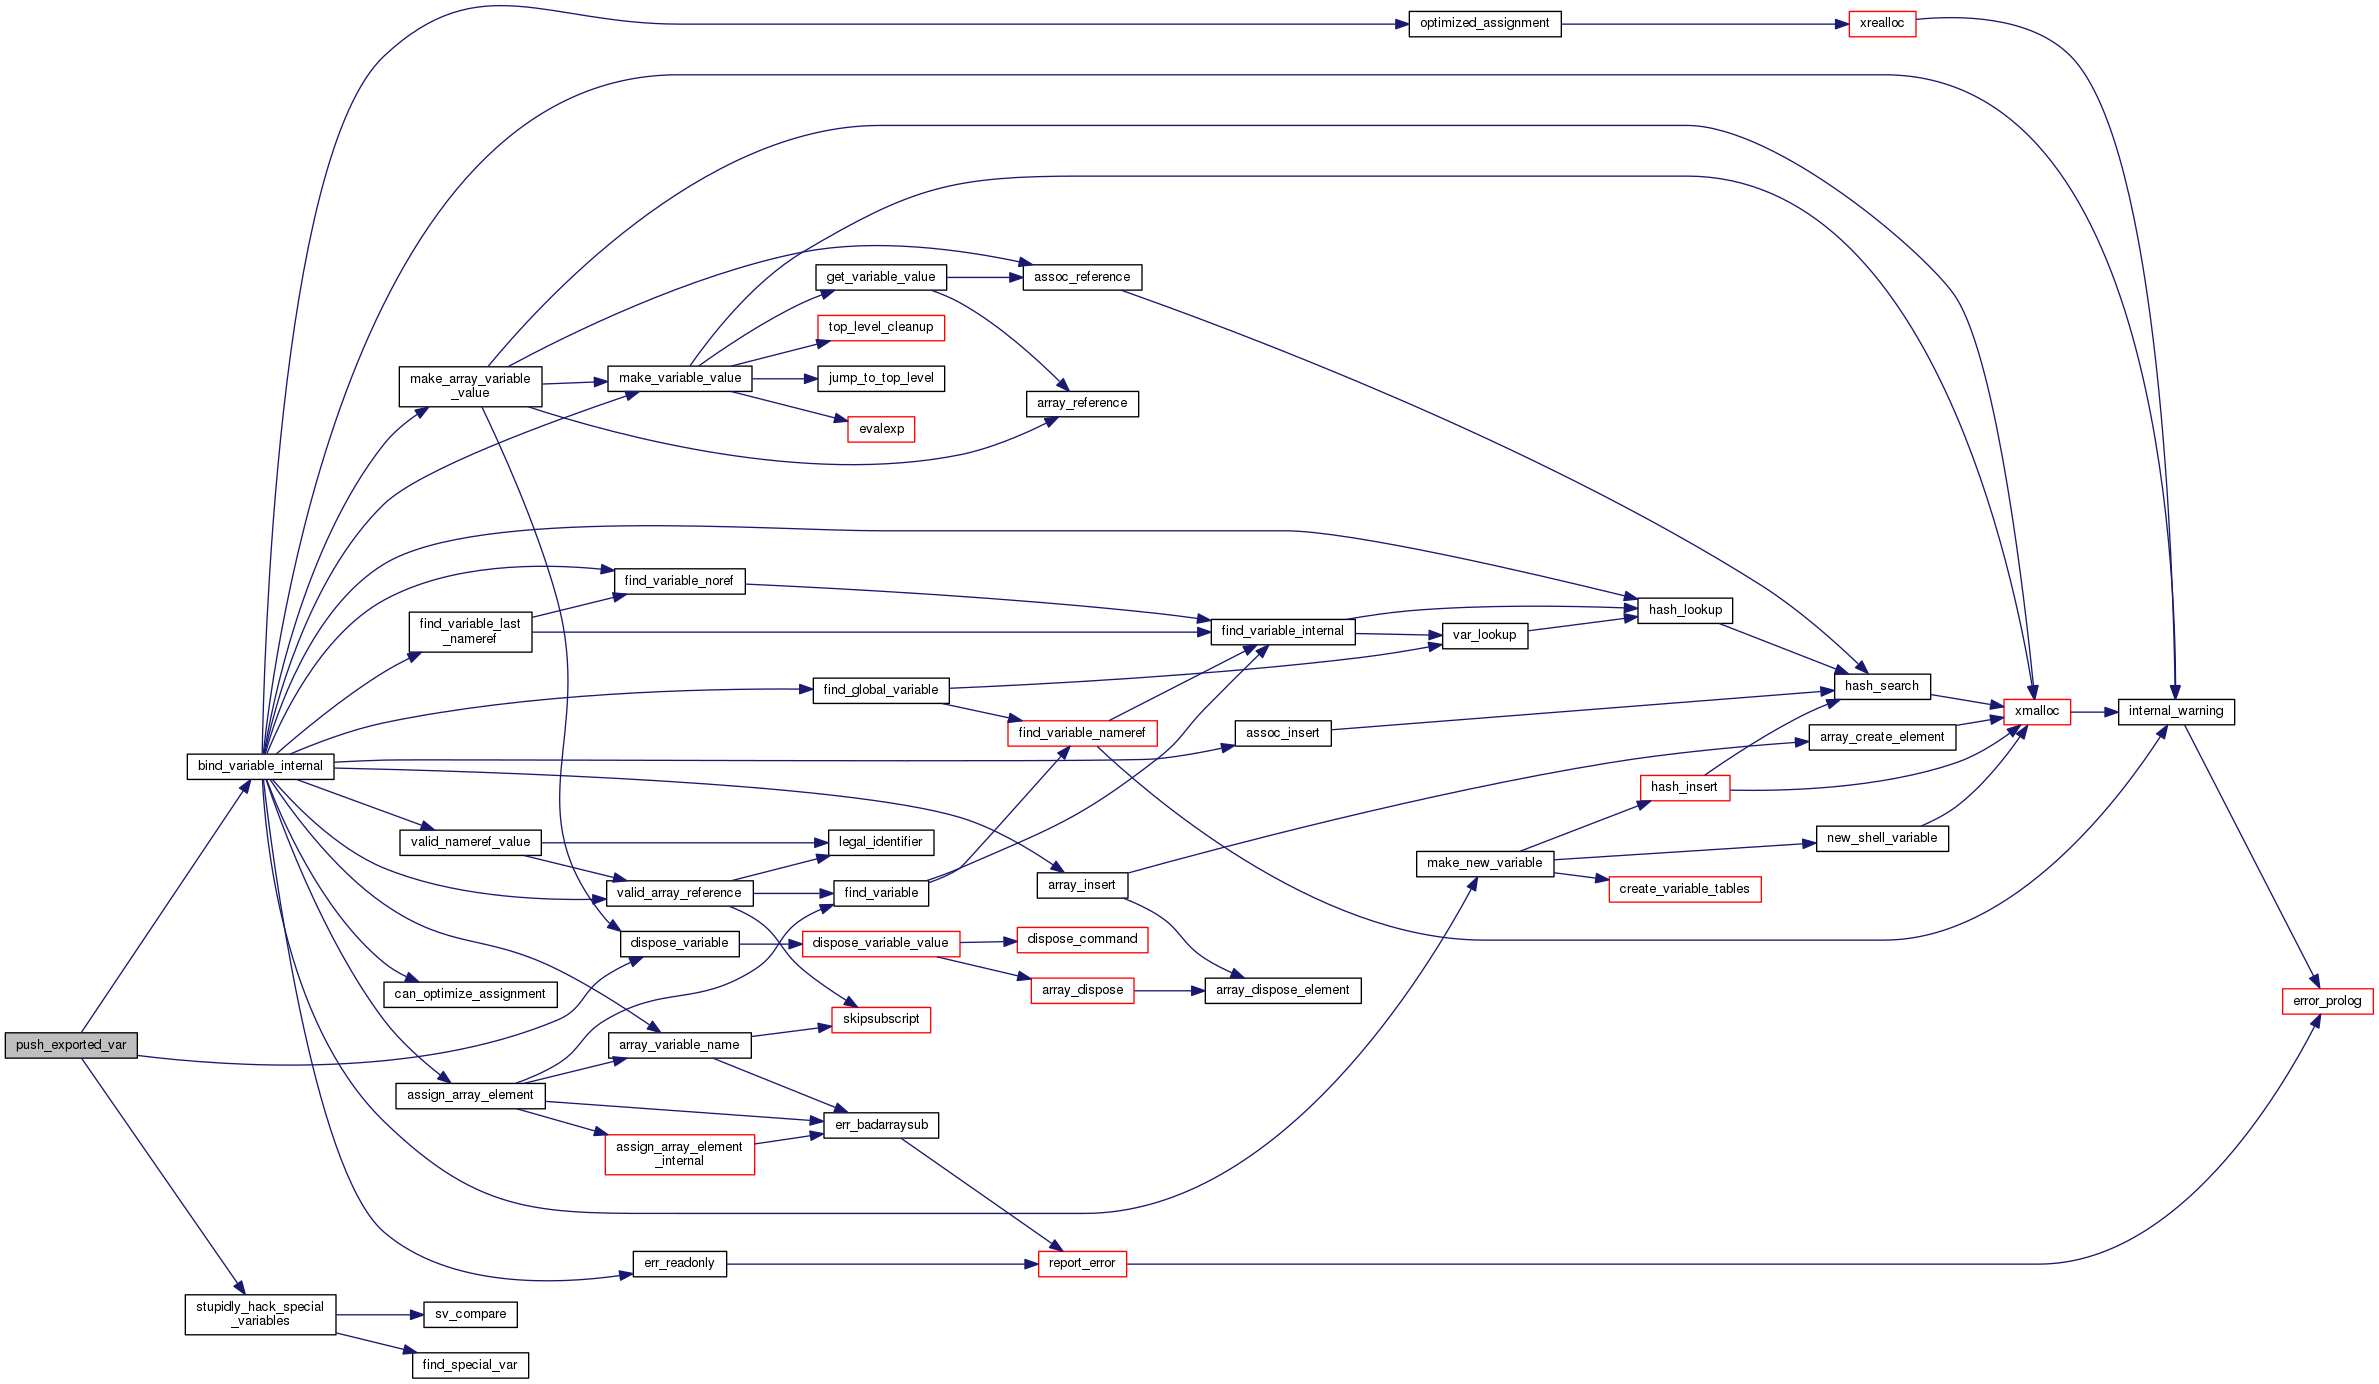 optimized_assignment
xrealloc
get_variable_value
assoc_reference
top_level_cleanup
make_array_variable
_value
make_variable_value
jump_to_top_level
array_reference
evalexp
find_variable_noref
hash_lookup
find_variable_last
_nameref
find_variable_internal
var_lookup
find_global_variable
hash_search
find_variable_nameref
assoc_insert
xmalloc
internal_warning
array_create_element
bind_variable_internal
hash_insert
valid_nameref_value
legal_identifier
new_shell_variable
make_new_variable
valid_array_reference
find_variable
array_insert
create_variable_tables
dispose_variable
dispose_variable_value
dispose_command
can_optimize_assignment
array_dispose
array_dispose_element
error_prolog
skipsubscript
push_exported_var
array_variable_name
assign_array_element
err_badarraysub
assign_array_element
_internal
err_readonly
report_error
stupidly_hack_special
_variables
sv_compare
find_special_var